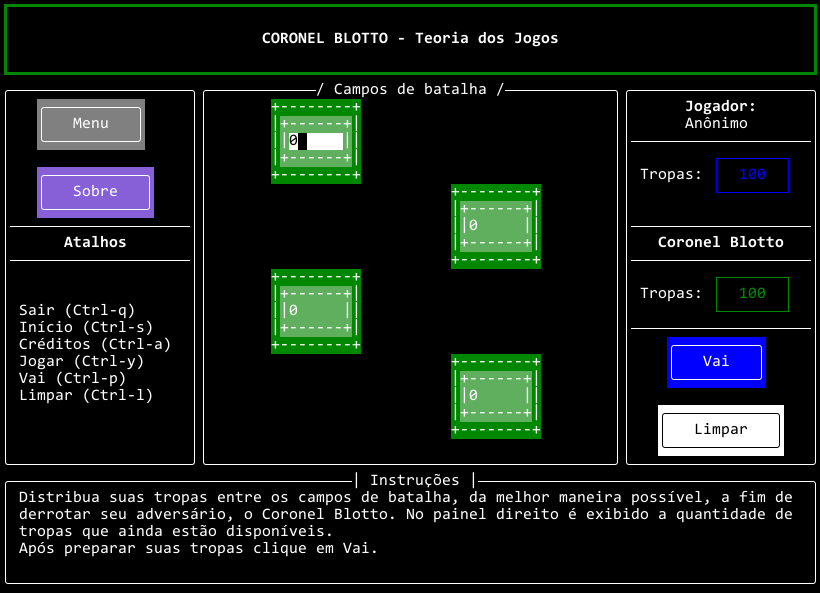 CORONEL BLOTTO - Teoria dos Jogos
Menu
Sobre
Atalhos
Sair (Ctrl-q)
Início (Ctrl-s)
Créditos (Ctrl-a)
Jogar (Ctrl-y)
Vai (Ctrl-p)
Limpar (Ctrl-l)
/ Campos de batalha /
0
0
0
0
Jogador:
Anônimo
Tropas: 100
Coronel Blotto
Tropas: 100
Vai
Limpar
| Instruções |
Distribua suas tropas entre os campos de batalha, da melhor maneira possível, a fim de
derrotar seu adversário, o Coronel Blotto. No painel direito é exibido a quantidade de
tropas que ainda estão disponíveis.
Após preparar suas tropas clique em Vai.